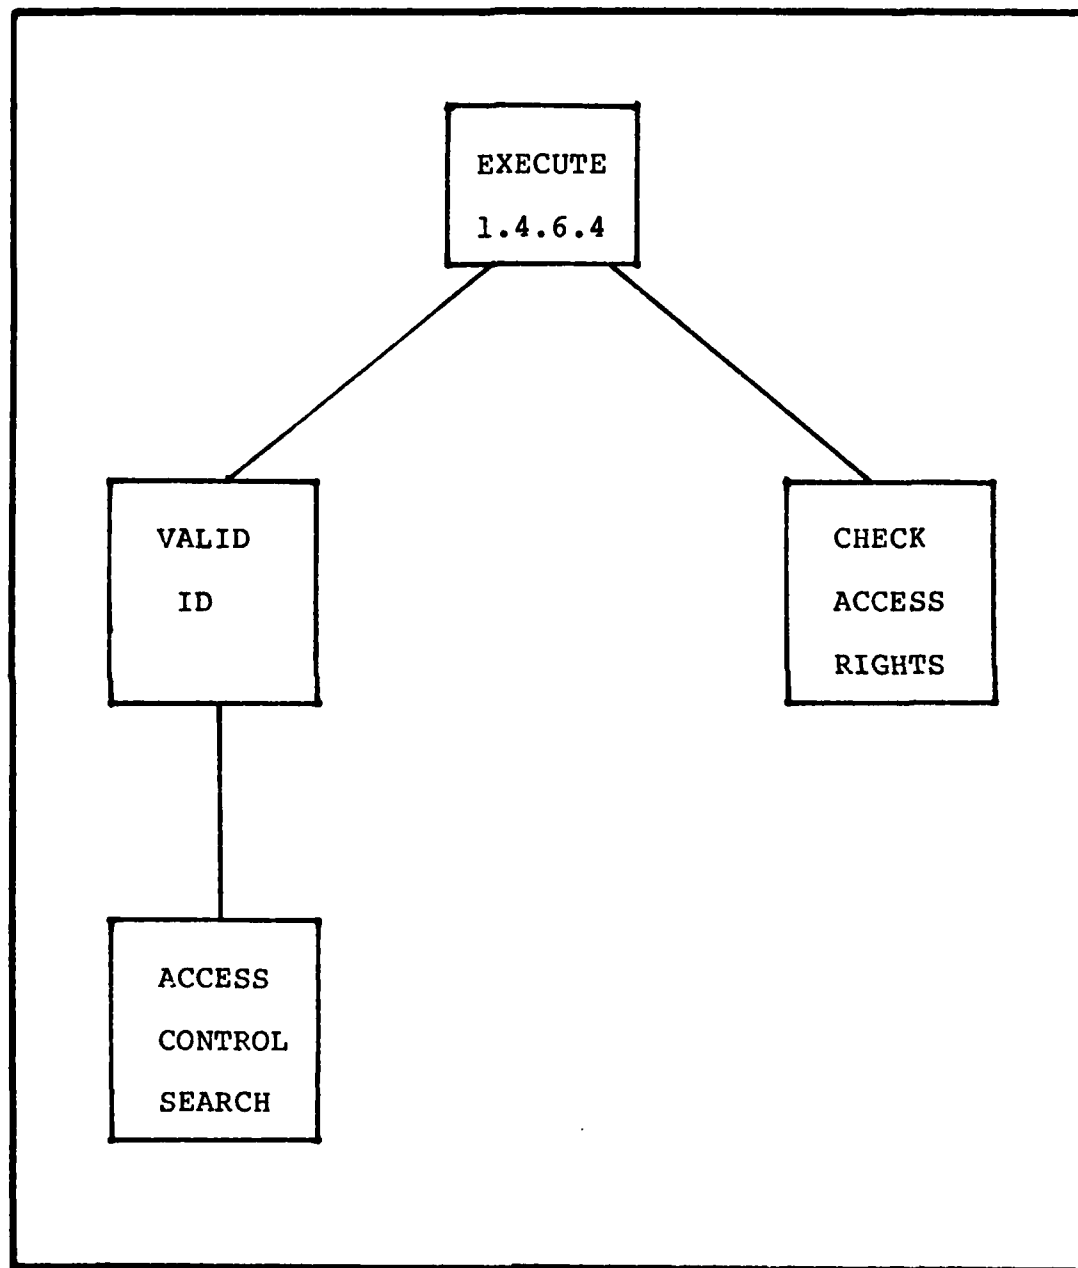 EXECUTE
1.4.6.4
VALID
ID
CHECK
ACCESS
RIGHTS
ACCESS
CONTROL
SEARCH